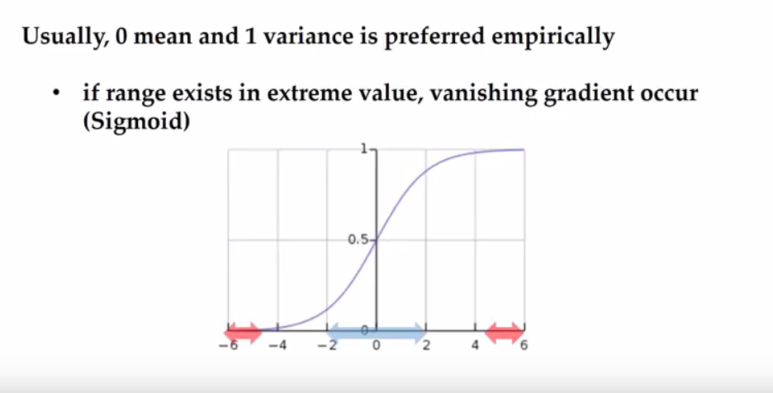 Usually, 0 mean and 1 variance is preferred empirically
• if range exists in extreme value, vanishing gradient occur
(Sigmoid)
1
0.5
0
−6 −4 −2 0 2 4 6